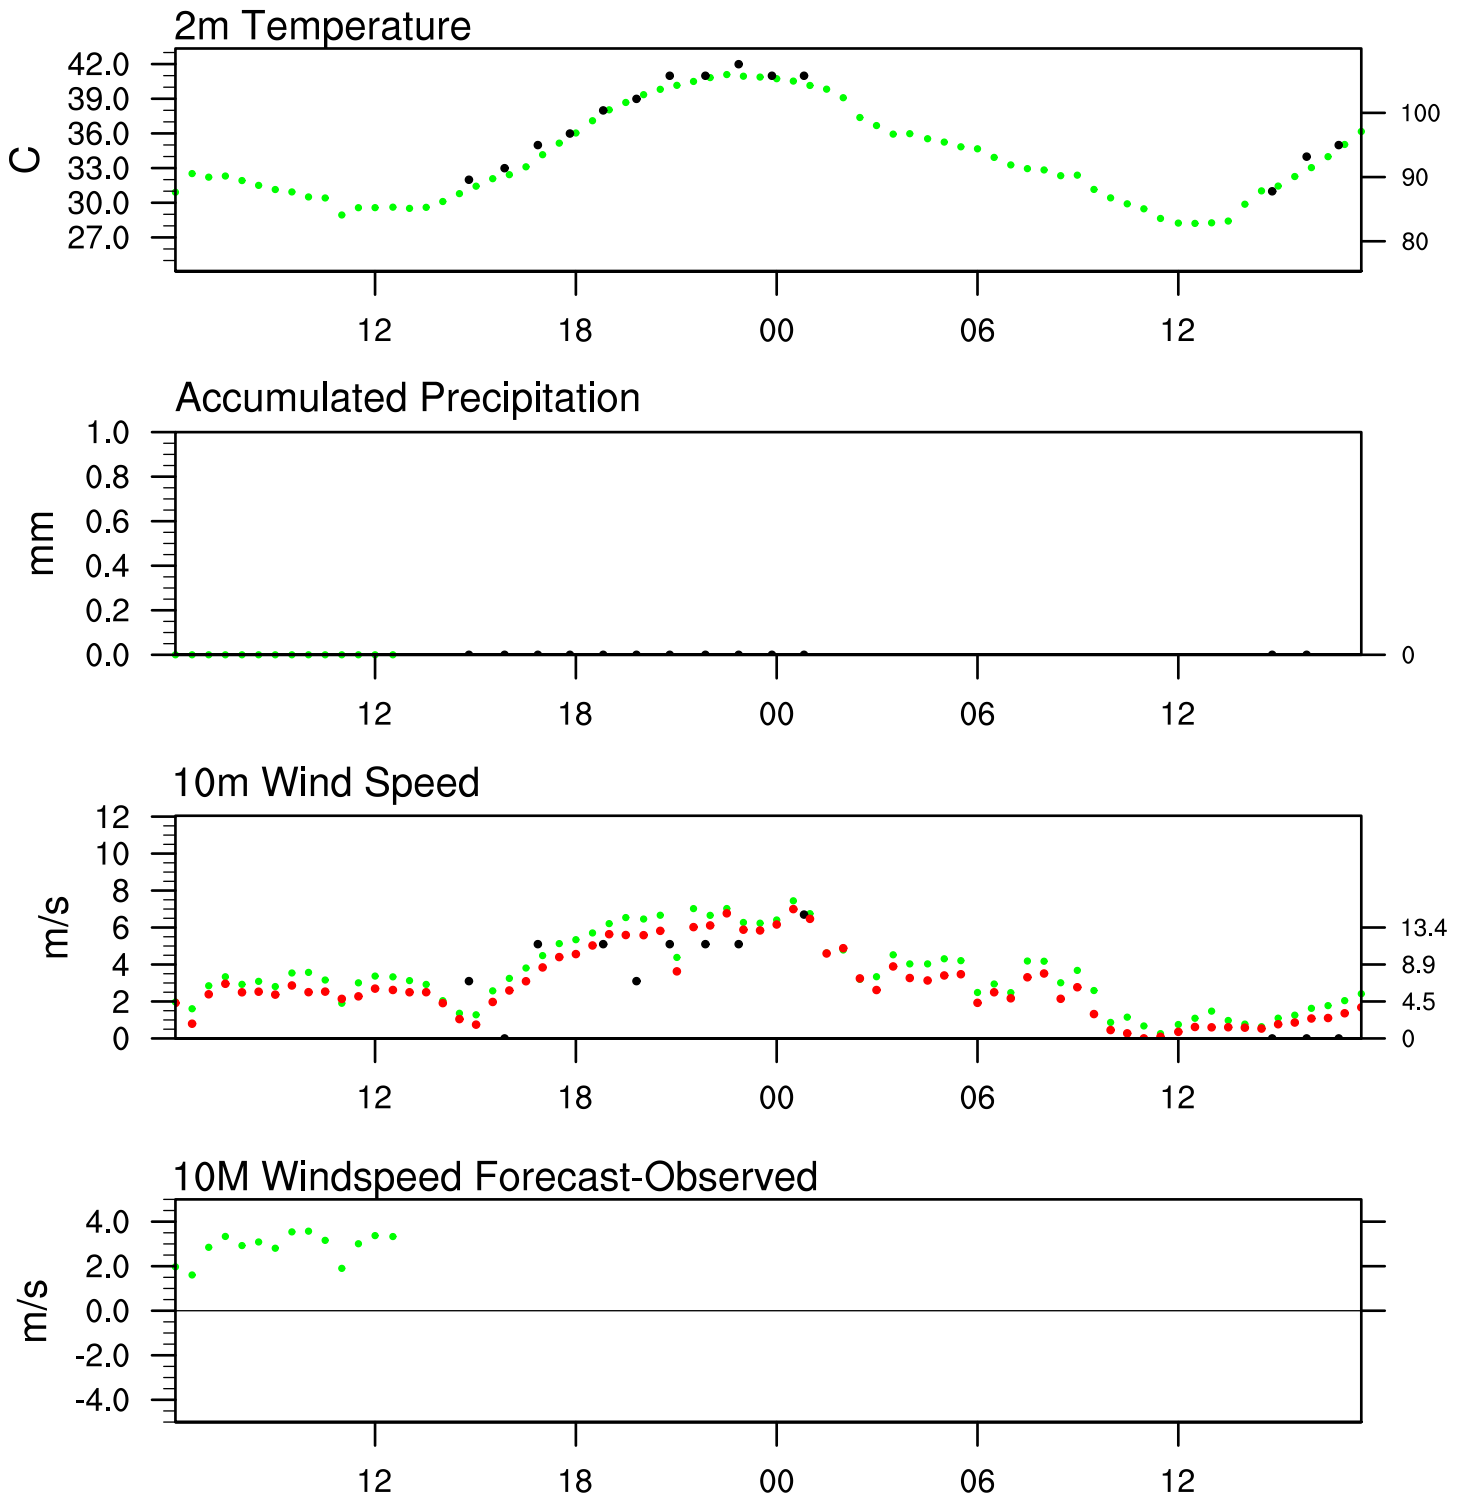 2m Temperature
42.0
39.0
36.0
33.0
30.0
27.0
C
100
90
80
12 18 00 06 12
Accumulated Precipitation
1.0
0.8
0.6
0.4
0.2
0.0
mm
0
12 18 00 06 12
10m Wind Speed
12
10
8
6
4
2
0
m/s
13.4
8.9
4.5
0
12 18 00 06 12
10M Windspeed Forecast-Observed
4.0
2.0
0.0
-2.0
-4.0
m/s
12 18 00 06 12